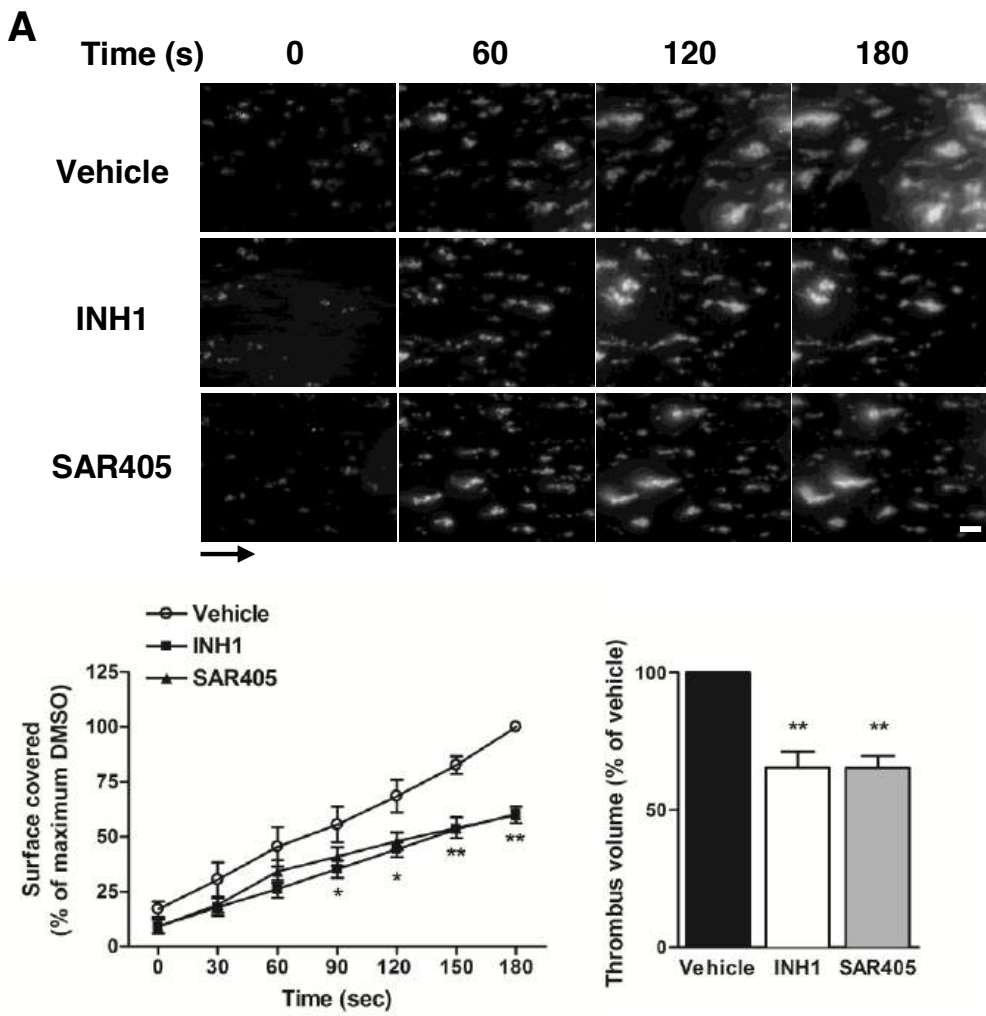 A
Time (s) 0 60 120 180
Vehicle
INH1
SAR405
Vehicle
INH1
SAR405
Surface covered
(% of maximum DMSO)
125
100
75
50
25
0
* * ** **
0 30 60 90 120 150 180
Time (sec)
Thrombus volume (% of vehicle)
100
50
0
** **
Vehicle INH1 SAR405